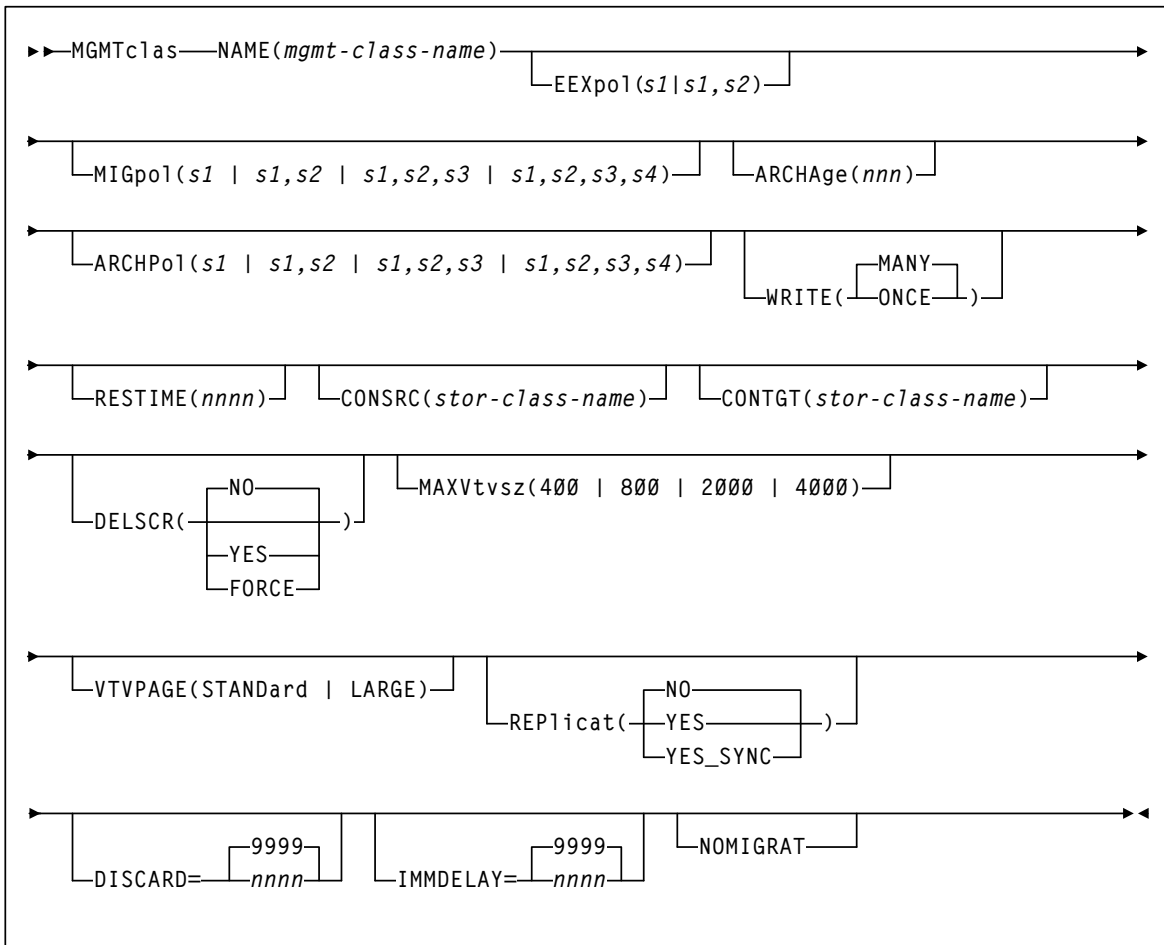 MGMTclas NAME(mgmt-class-name)
EEXpol(s1|s1,s2)
MIGpol(s1 | s1,s2 | s1,s2,s3 | s1,s2,s3,s4) ARCHAge(nnn)
ARCHPol(s1 | s1,s2 | s1,s2,s3 | s1,s2,s3,s4)
MANY
WRITE( ONCE )
RESTIME(nnnn) CONSRC(stor-class-name) CONTGT(stor-class-name)
NO MAXVtvsz(400 | 800 | 2000 | 4000)
DELSCR( )
YES
FORCE
VTVPAGE(STANDard | LARGE) NO
REPlicat( YES )
YES_SYNC
9999 9999 NOMIGRAT
DISCARD= nnnn IMMDELAY= nnnn